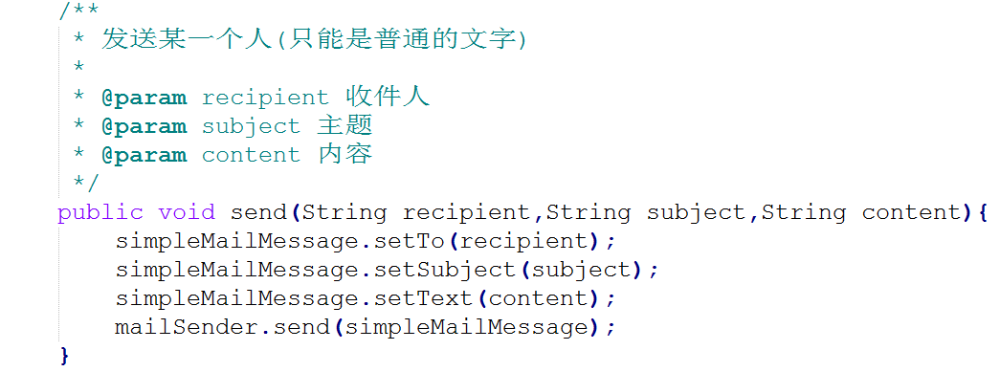 /**
* 发送某一个人(只能是普通的文字)
*
* @param recipient 收件人
* @param subject 主题
* @param content 内容
*/
public void send(String recipient,String subject,String content){
simpleMailMessage.setTo(recipient);
simpleMailMessage.setSubject(subject);
simpleMailMessage.setText(content);
mailSender.send(simpleMailMessage);
}